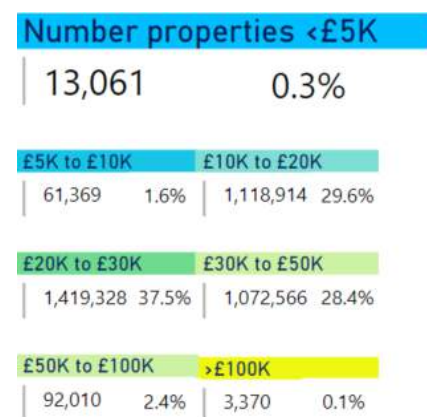 Number properties <£5K
13,061 0.3%
£5K to £10K £10K to £20K
61,369 1.6% 1,118,914 29.6%
£20K to £30K £30K to £50K
1,419,328 37.5% 1,072,566 28.4%
£50K to £100K >£100K
92,010 2.4% 3,370 0.1%